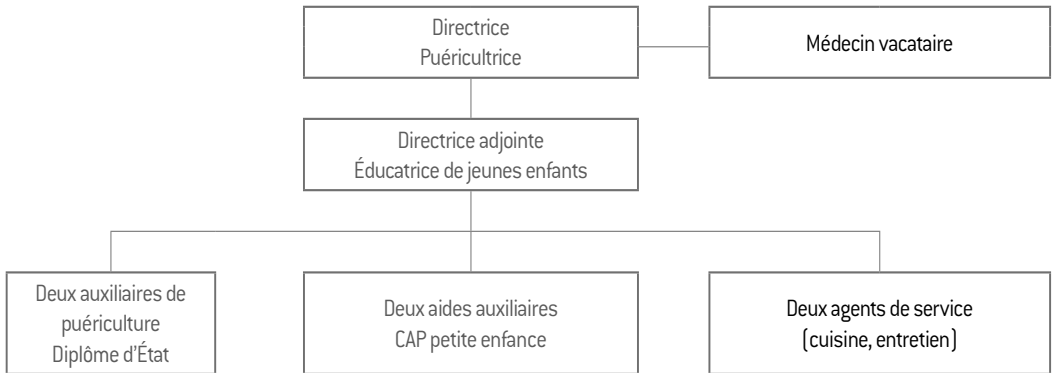 Directrice
Puéricultrice
Médecin vacataire
Directrice adjointe
Éducatrice de jeunes enfants
Deux auxiliaires de
puériculture
Diplôme d’État
Deux aides auxiliaires
CAP petite enfance
Deux agents de service
(cuisine, entretien)